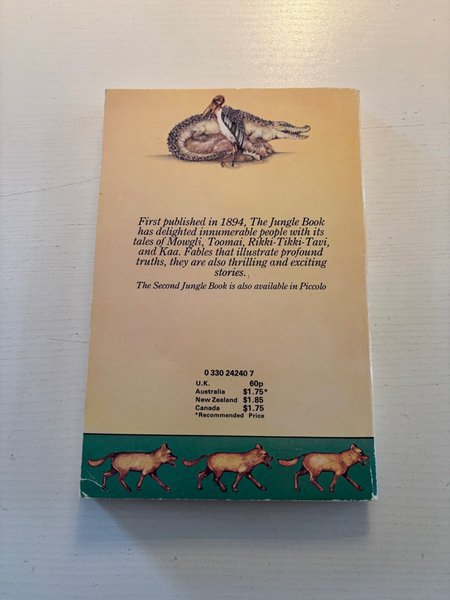 First published in 1894, The Jungle Book
has delighted innumerable people with its
tales of Mowgli, Toomai, Rikki-Tikki-Tavi,
and Kaa. Fables that illustrate profound
truths, they are also thrilling and exciting
stories.
The Second Jungle Book is also available in Piccolo
0 330 24240 7
U.K. 60p
Australia $1.75*
New Zealand $1.85
Canada $1.75
*Recommended Price